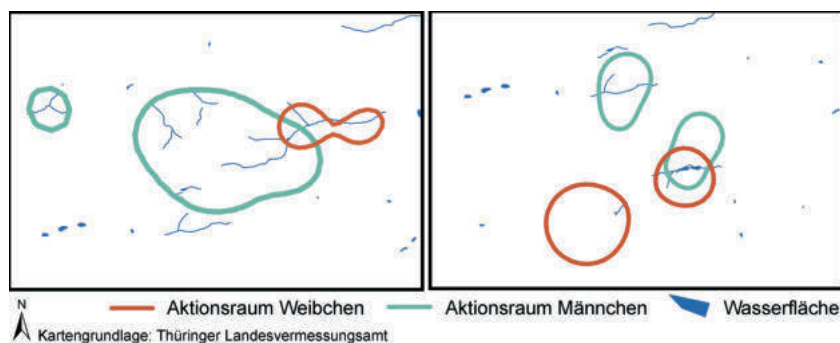 Aktionsraum Weibchen Aktionsraum Männchen Wasserfläche
N
Kartengrundlage: Thüringer Landesvermessungsamt